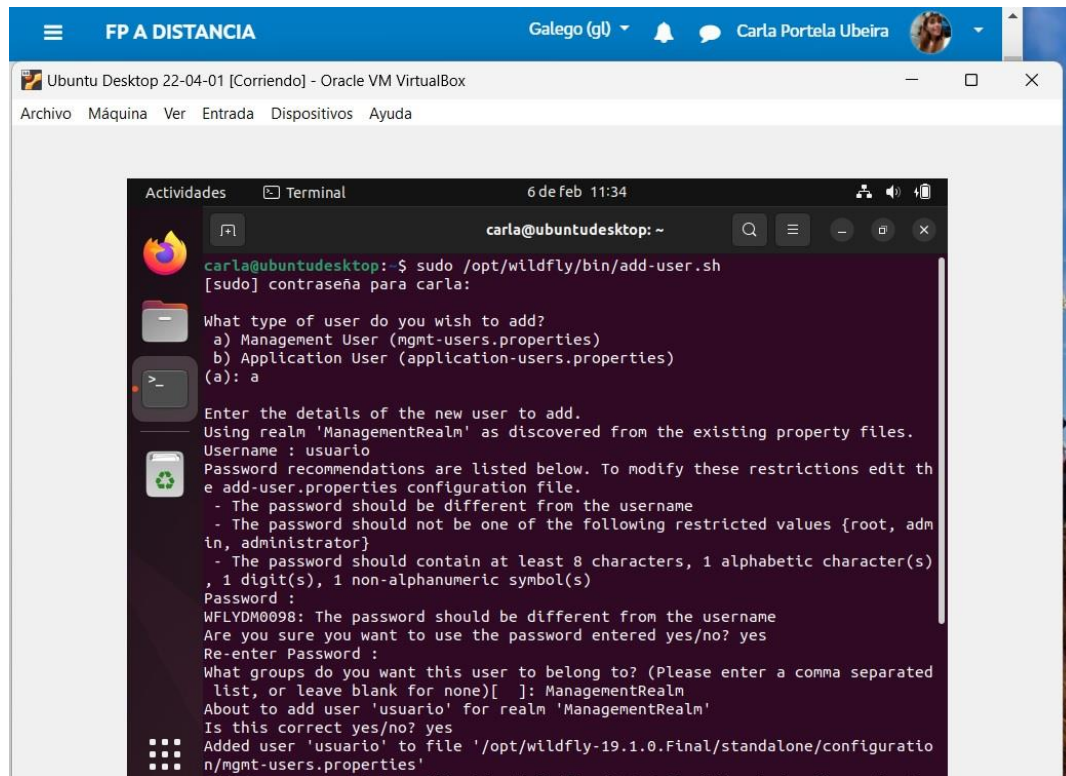 FP A DISTANCIA
Galego (gl)
Carla Portela Ubeira
Ubuntu Desktop 22-04-01 [Corriendo] - Oracle VM VirtualBox
Archivo Máquina Ver Entrada Dispositivos Ayuda
Actividades Terminal 6 de feb 11:34
carla@ubuntudesktop: ~
carla@ubuntudesktop:~$ sudo /opt/wildfly/bin/add-user.sh
[sudo] contraseña para carla:
What type of user do you wish to add?
a) Management User (mgmt-users.properties)
b) Application User (application-users.properties)
(a): a
Enter the details of the new user to add.
Using realm 'ManagementRealm' as discovered from the existing property files.
Username : usuario
Password recommendations are listed below. To modify these restrictions edit th
e add-user.properties configuration file.
- The password should be different from the username
- The password should not be one of the following restricted values {root, adm
in, administrator}
- The password should contain at least 8 characters, 1 alphabetic character(s)
, 1 digit(s), 1 non-alphanumeric symbol(s)
Password :
WFLYDM0098: The password should be different from the username
Are you sure you want to use the password entered yes/no? yes
Re-enter Password :
What groups do you want this user to belong to? (Please enter a comma separated
list, or leave blank for none)[  ]: ManagementRealm
About to add user 'usuario' for realm 'ManagementRealm'
Is this correct yes/no? yes
Added user 'usuario' to file '/opt/wildfly-19.1.0.Final/standalone/configuratio
n/mgmt-users.properties'